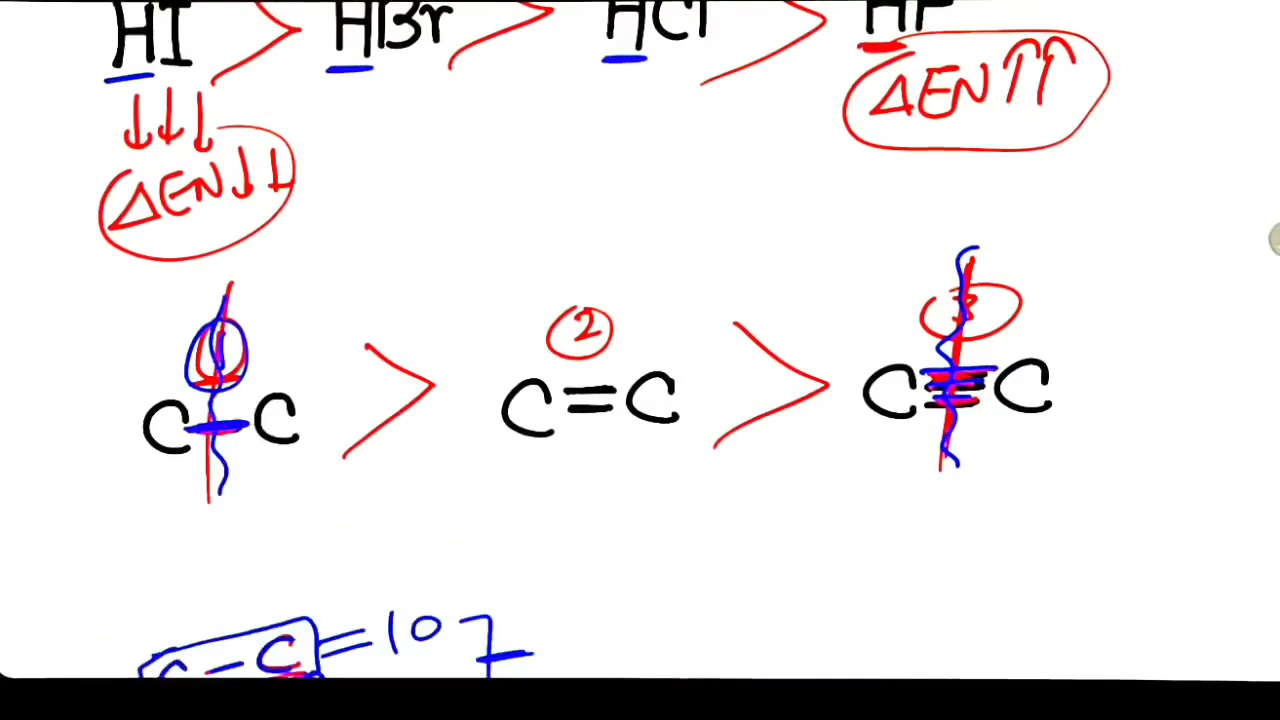 HI > HBr > HCl > HF
ΔEN↑↑
↓↓↓
ΔEN↓↓
1 2 3
C-C > C=C > C≡C
C-C = 107